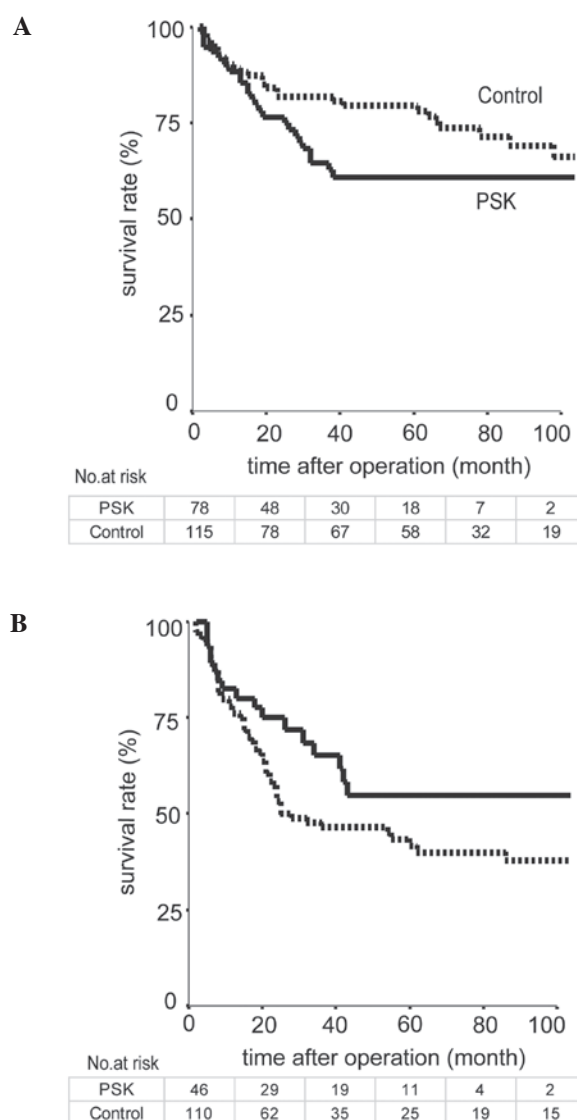 A
100
75
50
25
0
survival rate (%)
Control
PSK
0 20 40 60 80 100
time after operation (month)
No.at risk
PSK 78 48 30 18 7 2
Control 115 78 67 58 32 19
B
100
75
50
25
0
survival rate (%)
0 20 40 60 80 100
time after operation (month)
No.at risk
PSK 46 29 19 11 4 2
Control 110 62 35 25 19 15